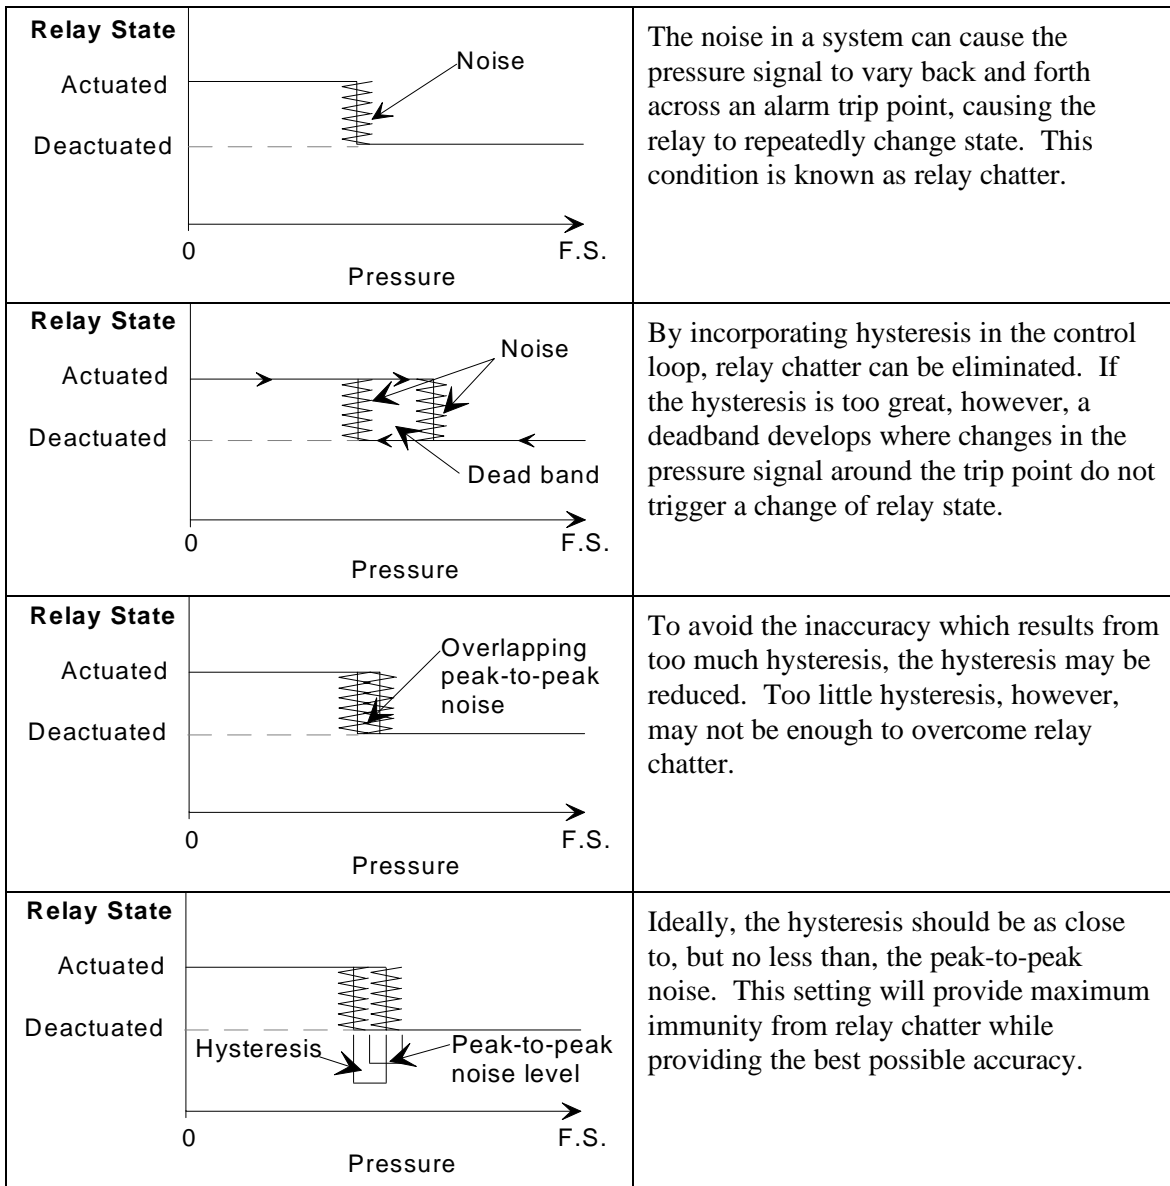 Relay State
Actuated
Deactuated
Noise
0
F.S.
Pressure
The noise in a system can cause the
pressure signal to vary back and forth
across an alarm trip point, causing the
relay to repeatedly change state.  This
condition is known as relay chatter.
Relay State
Actuated
Deactuated
Noise
Dead band
0
F.S.
Pressure
By incorporating hysteresis in the control
loop, relay chatter can be eliminated.  If
the hysteresis is too great, however, a
deadband develops where changes in the
pressure signal around the trip point do not
trigger a change of relay state.
Relay State
Actuated
Deactuated
Overlapping
peak-to-peak
noise
0
F.S.
Pressure
To avoid the inaccuracy which results from
too much hysteresis, the hysteresis may be
reduced.  Too little hysteresis, however,
may not be enough to overcome relay
chatter.
Relay State
Actuated
Deactuated
Hysteresis
Peak-to-peak
noise level
0
F.S.
Pressure
Ideally, the hysteresis should be as close
to, but no less than, the peak-to-peak
noise.  This setting will provide maximum
immunity from relay chatter while
providing the best possible accuracy.